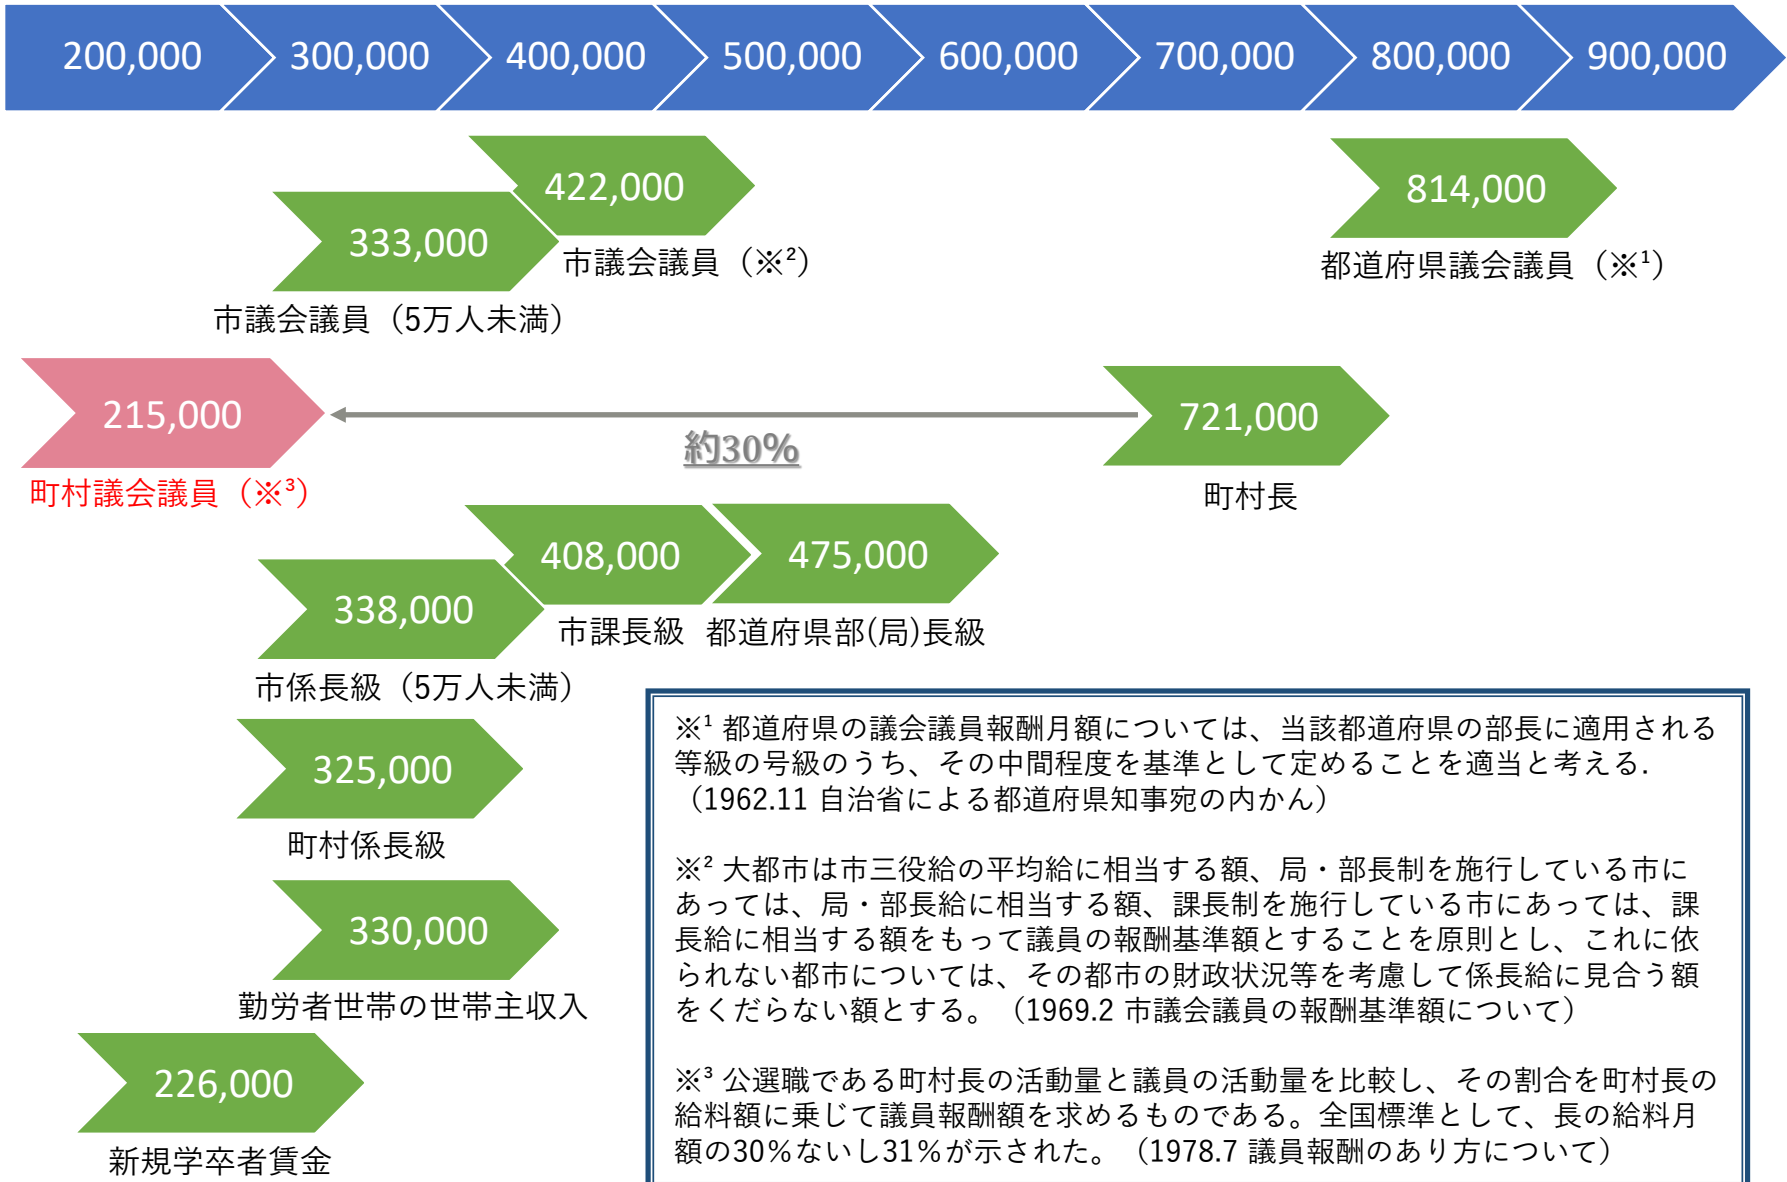 200,000 300,000 400,000 500,000 600,000 700,000 800,000 900,000
422,000
市議会議員（※²）
814,000
都道府県議会議員（※¹）
333,000
市議会議員（5万人未満）
215,000
町村議会議員（※³）
約30%
721,000
町村長
408,000
市課長級
475,000
都道府県部(局)長級
338,000
市係長級（5万人未満）
325,000
町村係長級
330,000
勤労者世帯の世帯主収入
226,000
新規学卒者賃金
※¹ 都道府県の議会議員報酬月額については、当該都道府県の部長に適用される
等級の号級のうち、その中間程度を基準として定めることを適当と考える.
（1962.11 自治省による都道府県知事宛の内かん）
※² 大都市は市三役給の平均給に相当する額、局・部長制を施行している市に
あっては、局・部長給に相当する額、課長制を施行している市にあっては、課
長給に相当する額をもって議員の報酬基準額とすることを原則とし、これに依
られない都市については、その都市の財政状況等を考慮して係長給に見合う額
をくだらない額とする。（1969.2 市議会議員の報酬基準額について）
※³ 公選職である町村長の活動量と議員の活動量を比較し、その割合を町村長の
給料額に乗じて議員報酬額を求めるものである。全国標準として、長の給料月
額の30%ないし31%が示された。（1978.7 議員報酬のあり方について）